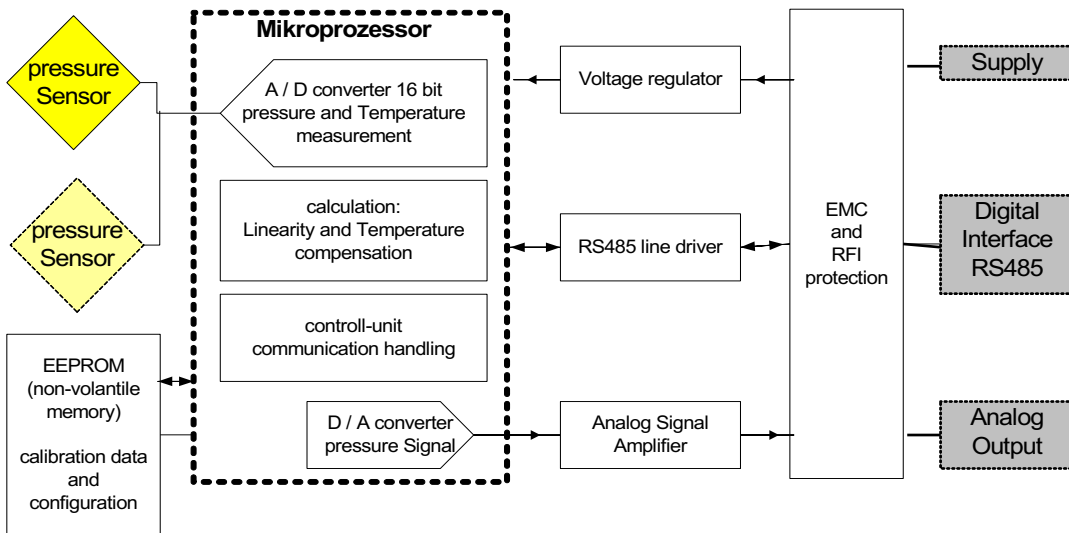 pressure
Sensor
pressure
Sensor
EEPROM
(non-volantile
memory)
calibration data
and
configuration
Mikroprozessor
A / D converter 16 bit
pressure and Temperature
measurement
calculation:
Linearity and Temperature
compensation
controll-unit
communication handling
D / A converter
pressure Signal
Voltage regulator
RS485 line driver
Analog Signal
Amplifier
EMC
and
RFI
protection
Supply
Digital
Interface
RS485
Analog
Output